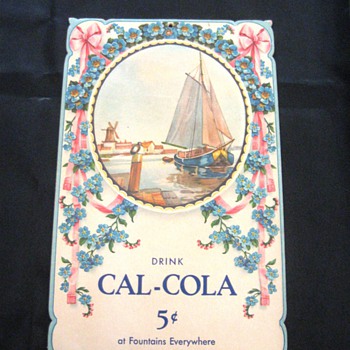 DRINK
CAL-COLA
5¢
at Fountains Everywhere